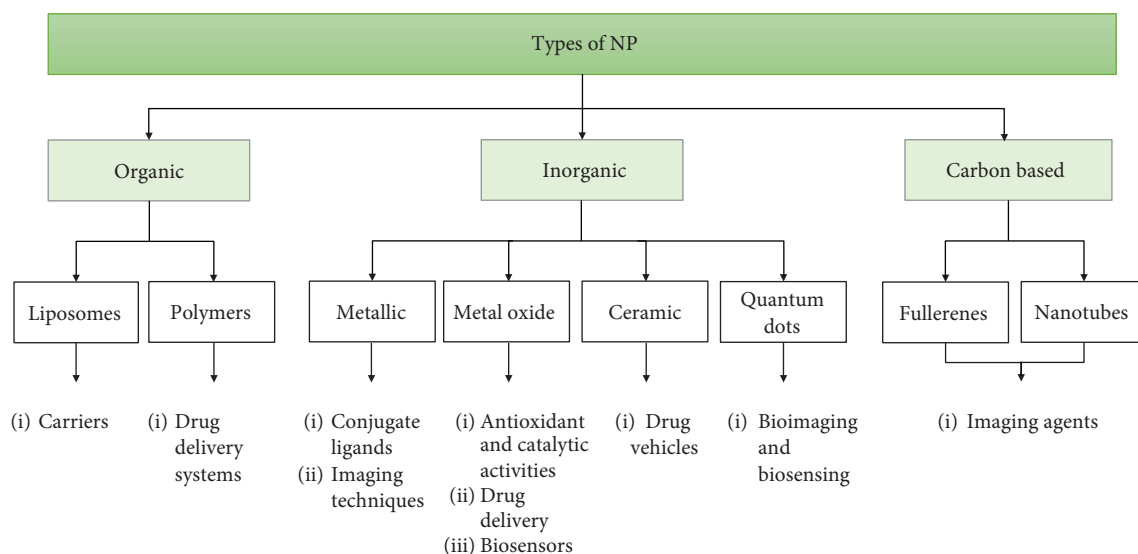 Types of NP
Organic
Inorganic
Carbon based
Liposomes
Polymers
Metallic
Metal oxide
Ceramic
Quantum
dots
Fullerenes
Nanotubes
(i) Carriers
(i) Drug
delivery
systems
(i) Conjugate
ligands
(ii) Imaging
techniques
(i) Antioxidant
and catalytic
activities
(ii) Drug
delivery
(iii) Biosensors
(i) Drug
vehicles
(i) Bioimaging
and
biosensing
(i) Imaging agents